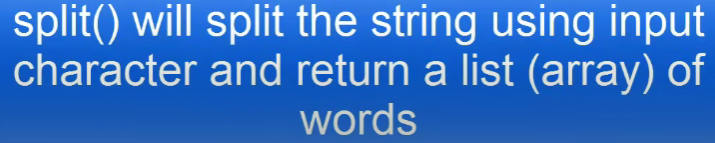 split() will split the string using input
character and return a list (array) of
words